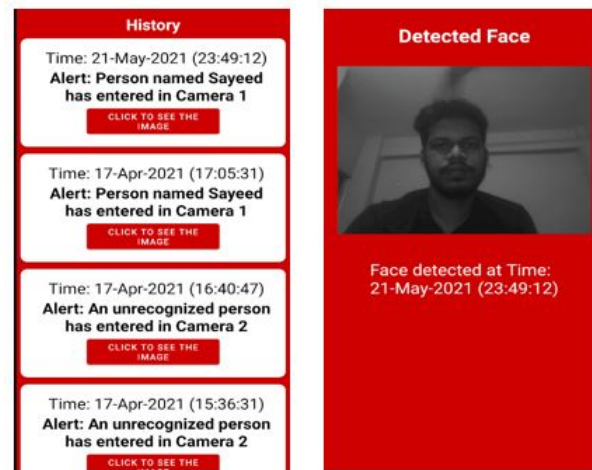 History
Time: 21-May-2021 (23:49:12)
Alert: Person named Sayeed
has entered in Camera 1
CLICK TO SEE THE
IMAGE
Time: 17-Apr-2021 (17:05:31)
Alert: Person named Sayeed
has entered in Camera 1
CLICK TO SEE THE
IMAGE
Time: 17-Apr-2021 (16:40:47)
Alert: An unrecognized person
has entered in Camera 2
CLICK TO SEE THE
IMAGE
Time: 17-Apr-2021 (15:36:31)
Alert: An unrecognized person
has entered in Camera 2
CLICK TO SEE THE
Detected Face
Face detected at Time:
21-May-2021 (23:49:12)